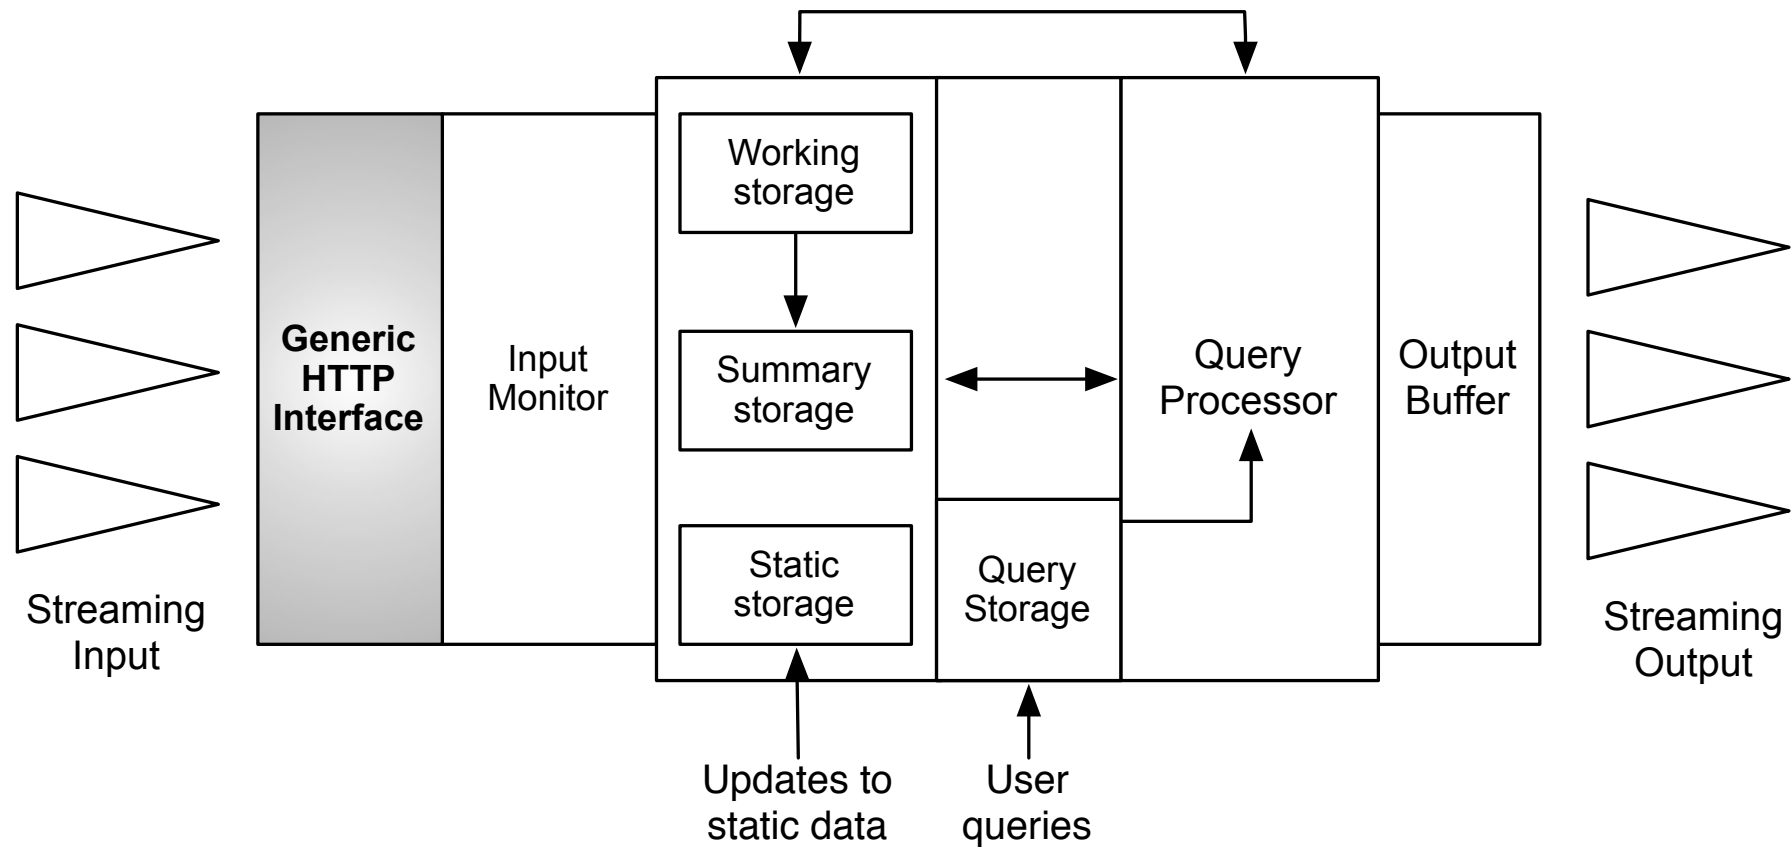 Working
storage
Generic
HTTP
Interface
Input
Monitor
Summary
storage
Query
Processor
Output
Buffer
Static
storage
Query
Storage
Streaming
Input
Streaming
Output
Updates to
static data
User
queries